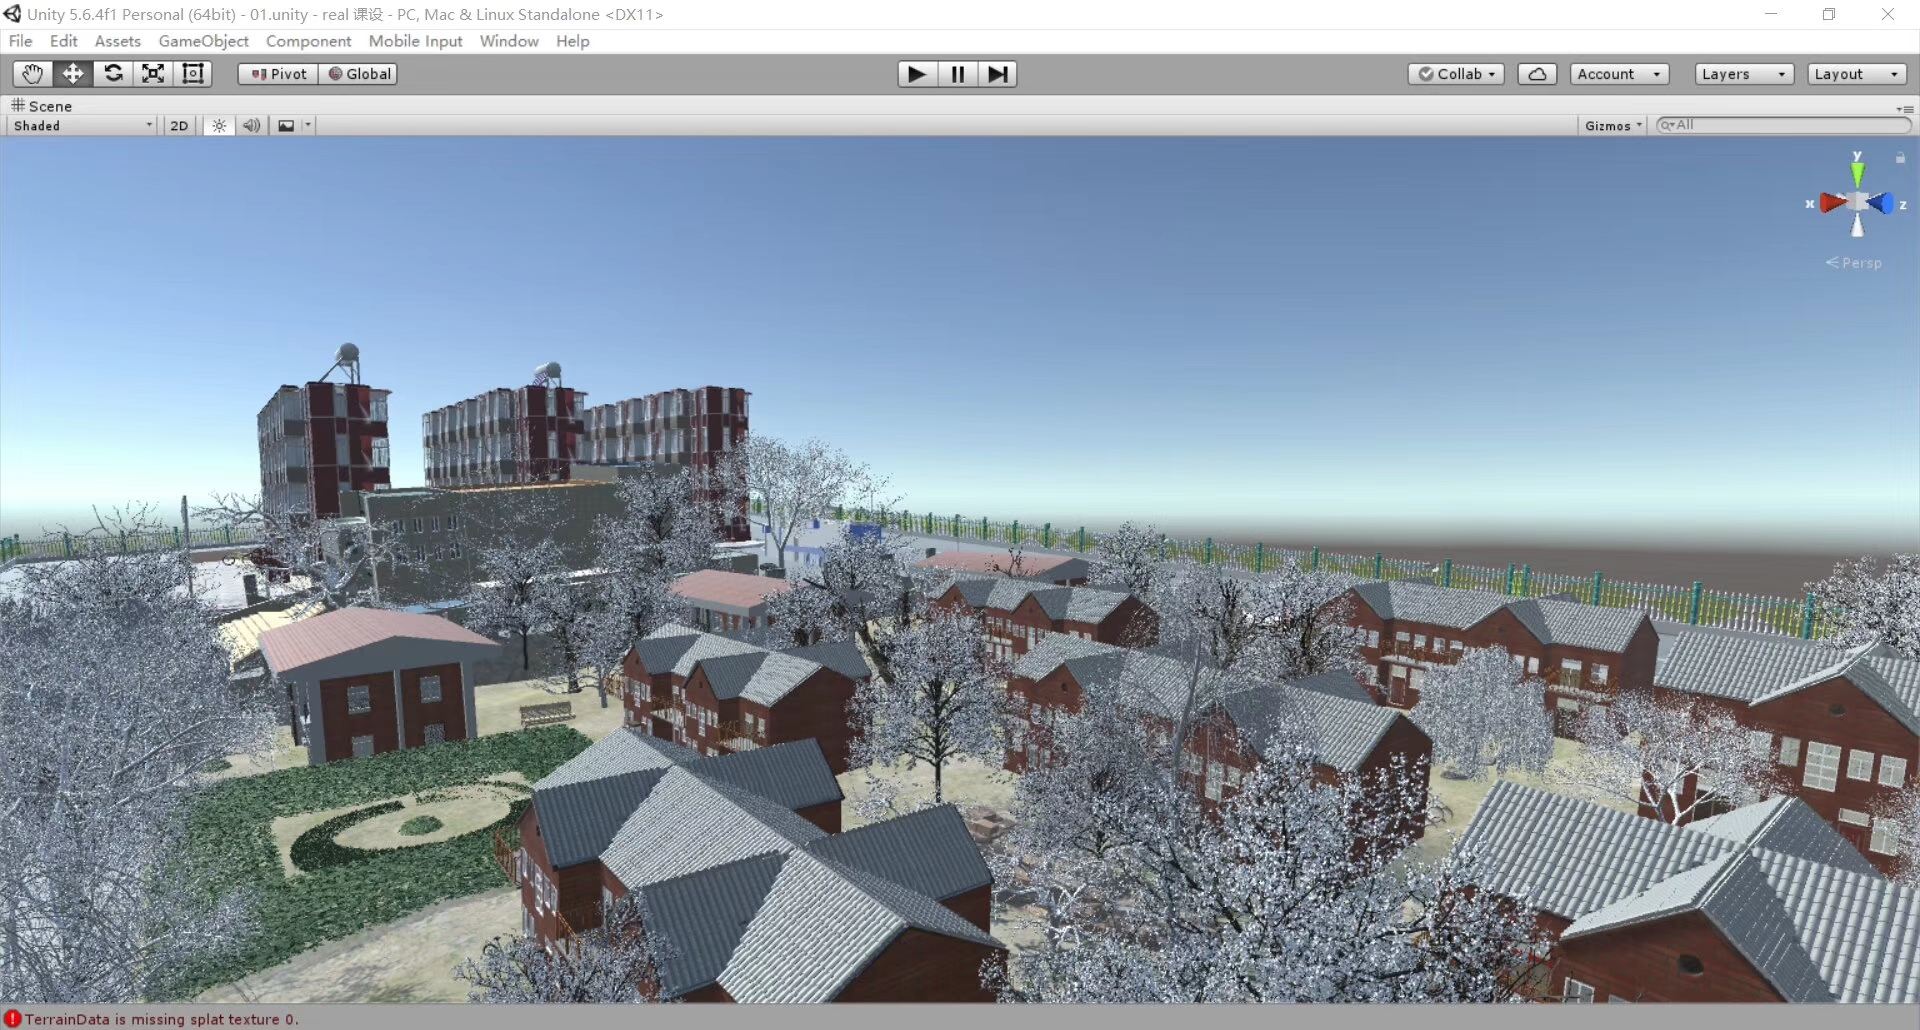 Unity 5.6.4f1 Personal (64bit) - 01.unity - real 课设 - PC, Mac & Linux Standalone <DX11>
File Edit Assets GameObject Component Mobile Input Window Help
Pivot Global Collab Account Layers Layout
Scene
Shaded 2D Gizmos All
y
x z
Persp
TerrainData is missing splat texture 0.